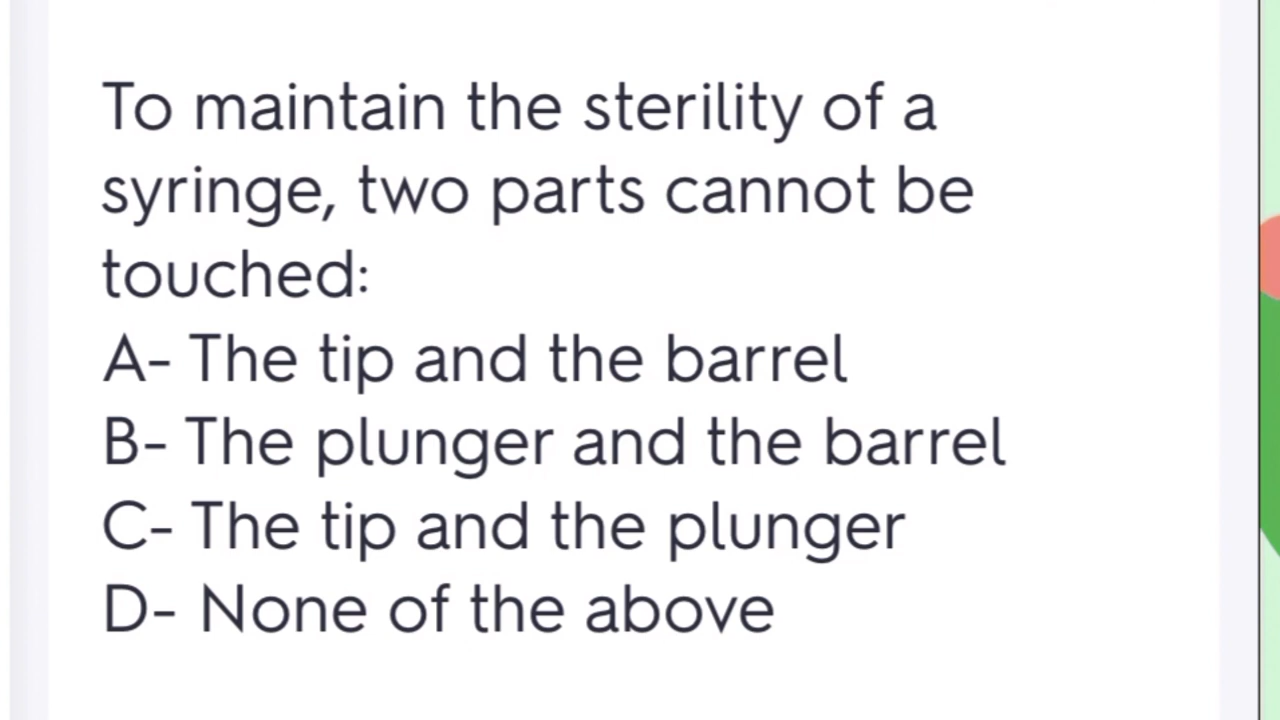 To maintain the sterility of a
syringe, two parts cannot be
touched:
A- The tip and the barrel
B- The plunger and the barrel
C- The tip and the plunger
D- None of the above